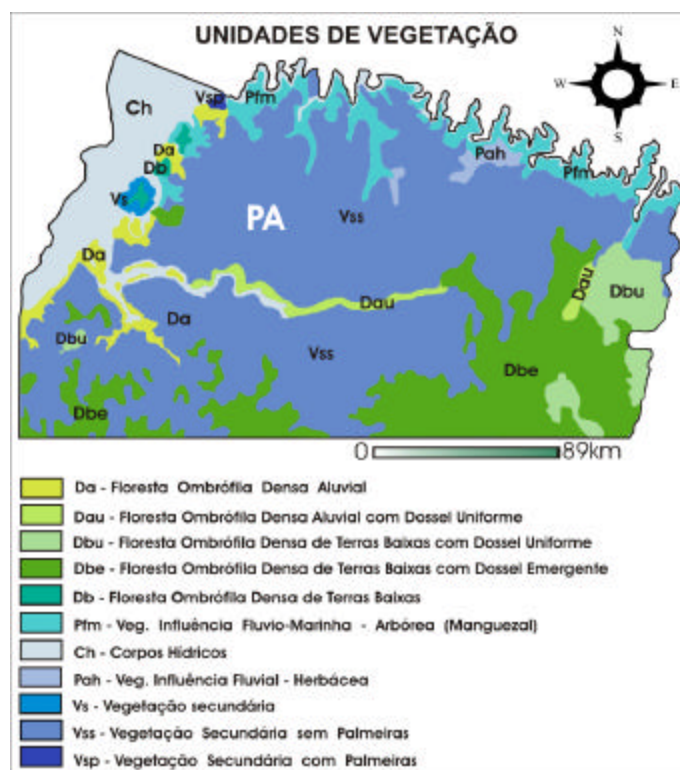 UNIDADES DE VEGETAÇÃO
N
W E
S
Ch
Vsp
Pfm
Da
Pah
Pfm
Db
Vs
PA
Vss
Da
Dau
Dbu
Dau
Da
Dbu
Vss
Dbe
Dbe
0 89km
Da - Floresta Ombrófila Densa Aluvial
Dau - Floresta Ombrófila Densa Aluvial com Dossel Uniforme
Dbu - Floresta Ombrófila Densa de Terras Baixas com Dossel Uniforme
Dbe - Floresta Ombrófila Densa de Terras Baixas com Dossel Emergente
Db - Floresta Ombrófila Densa de Terras Baixas
Pfm - Veg. Influência Fluvio-Marinha - Arbórea (Manguezal)
Ch - Corpos Hídricos
Pah - Veg. Influência Fluvial - Herbácea
Vs - Vegetação secundária
Vss - Vegetação Secundária sem Palmeiras
Vsp - Vegetação Secundária com Palmeiras